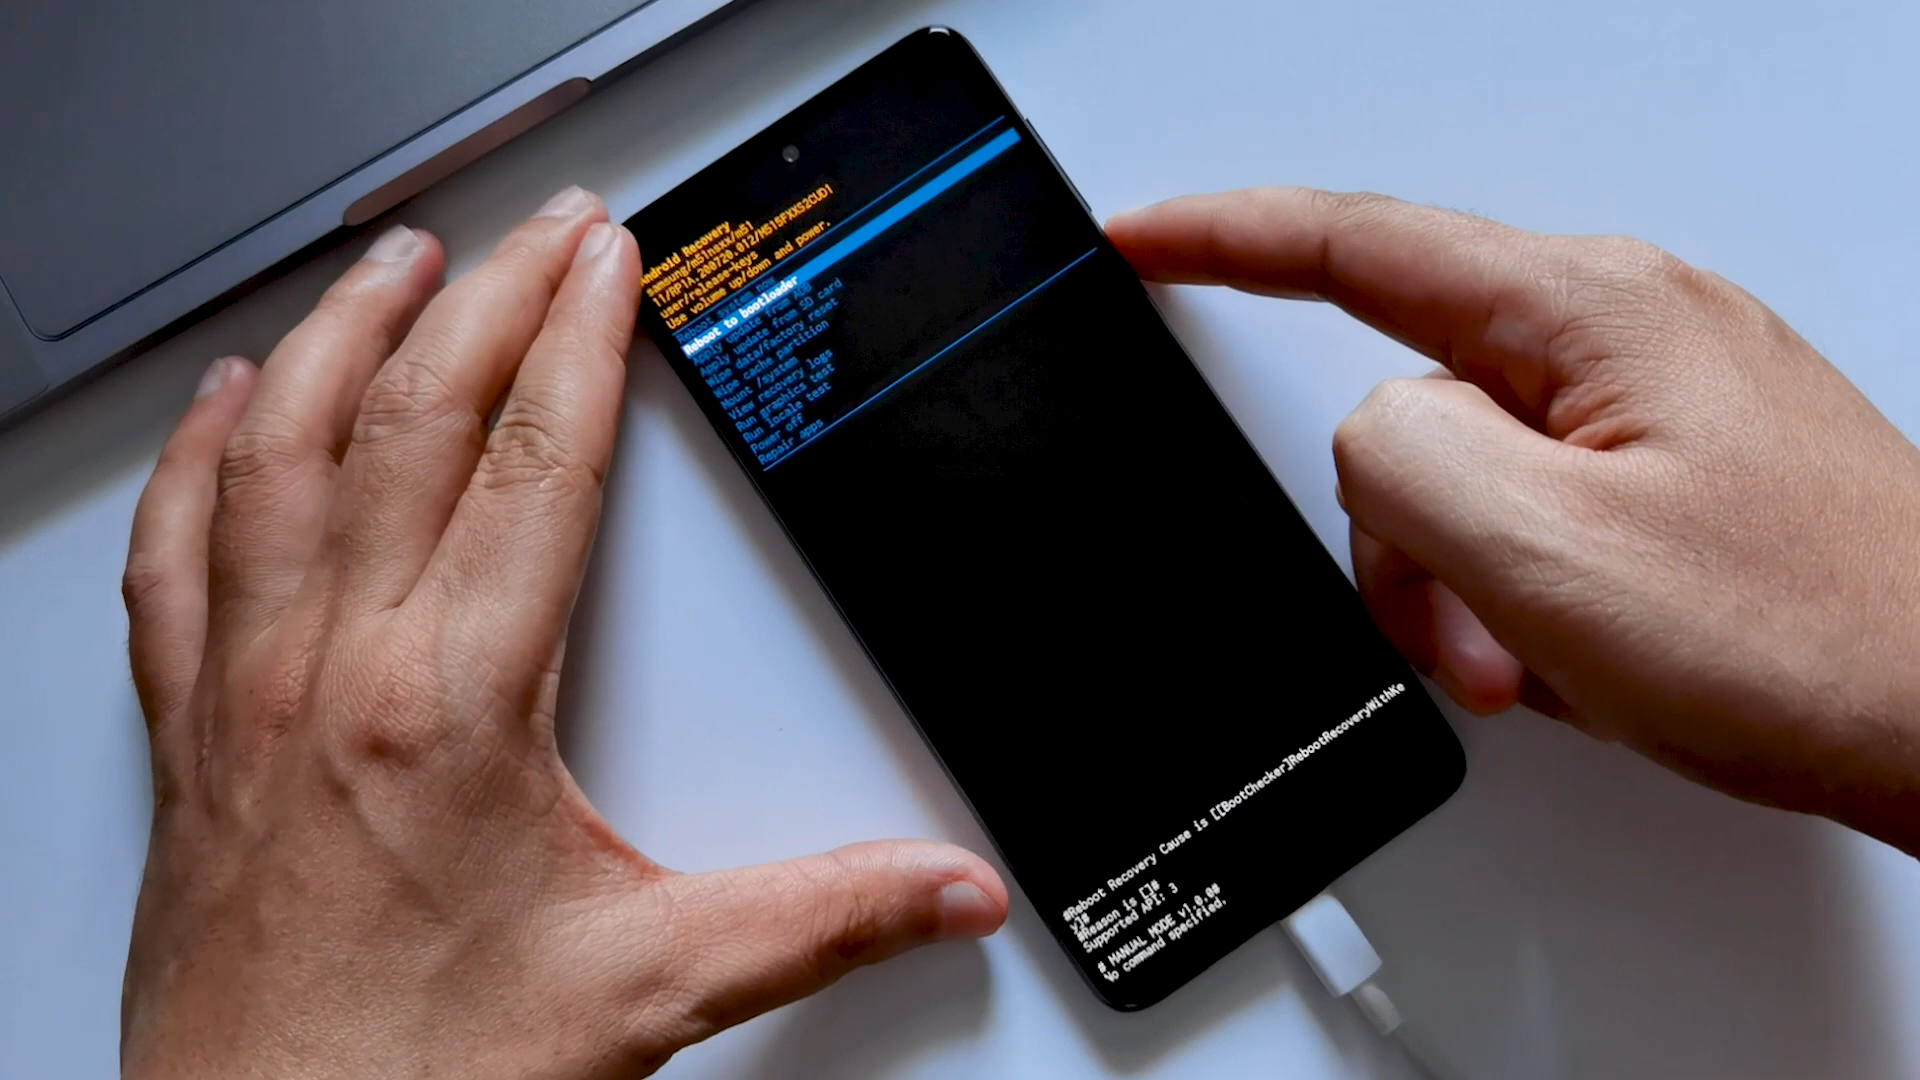 Android Recovery
samsung/m51nsxx/m51
11/RP1A.200720.012/M515FXXS2CUD1
user/release-keys
Use volume up/down and power.
Reboot system now
Reboot to bootloader
Apply update from ADB
Apply update from SD card
Wipe data/factory reset
Wipe cache partition
Mount /system
View recovery logs
Run graphics test
Run locale test
Power off
Repair apps
#Reboot Recovery Cause is [[BootChecker]RebootRecoveryWithKe
y]#
#Reason is []#
Supported API: 3
# MANUAL MODE v1.0.0#
No command specified.